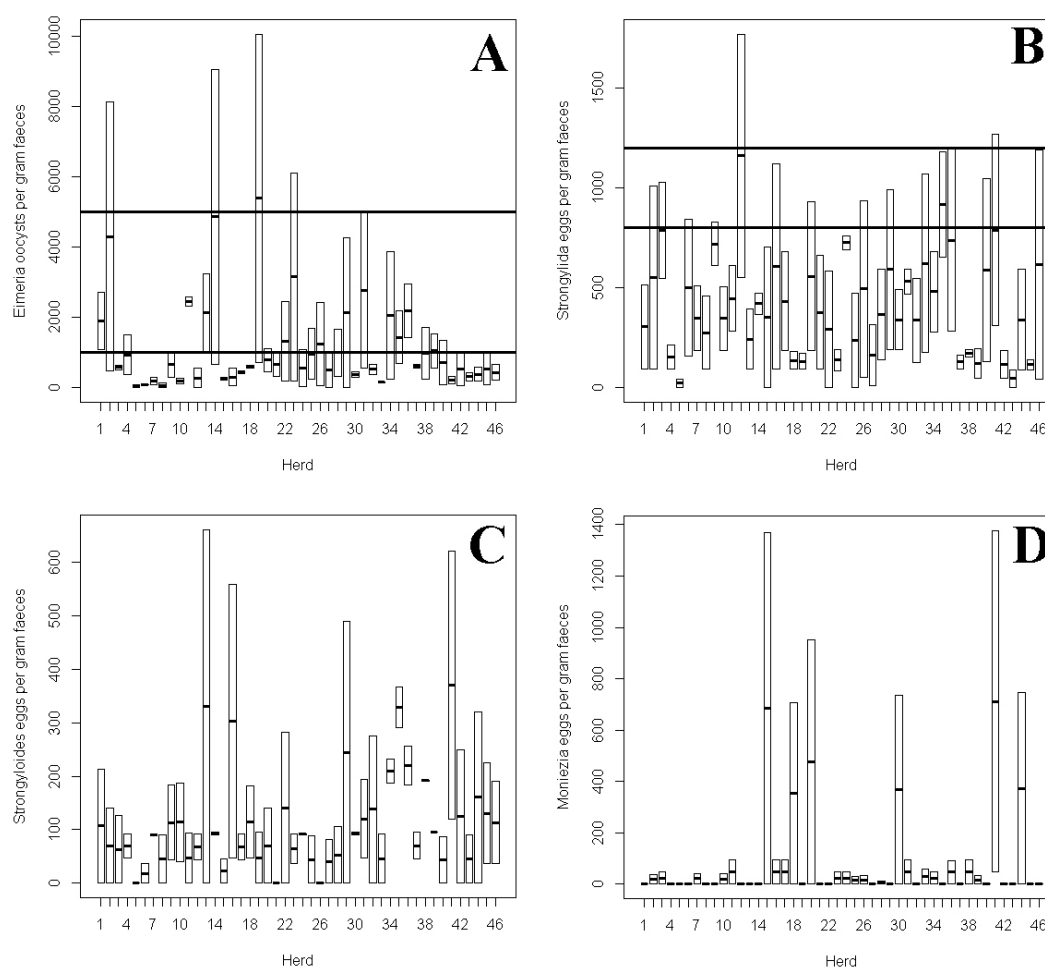 A
Eimeria oocysts per gram faeces
0 2000 4000 6000 8000 10000
1 4 7 10 14 18 22 26 30 34 38 42 46
Herd
B
Strongylida eggs per gram faeces
0 500 1000 1500
1 4 7 10 14 18 22 26 30 34 38 42 46
Herd
C
Strongyloides eggs per gram faeces
0 100 200 300 400 500 600
1 4 7 10 14 18 22 26 30 34 38 42 46
Herd
D
Moniezia eggs per gram faeces
0 200 400 600 800 1000 1200 1400
1 4 7 10 14 18 22 26 30 34 38 42 46
Herd